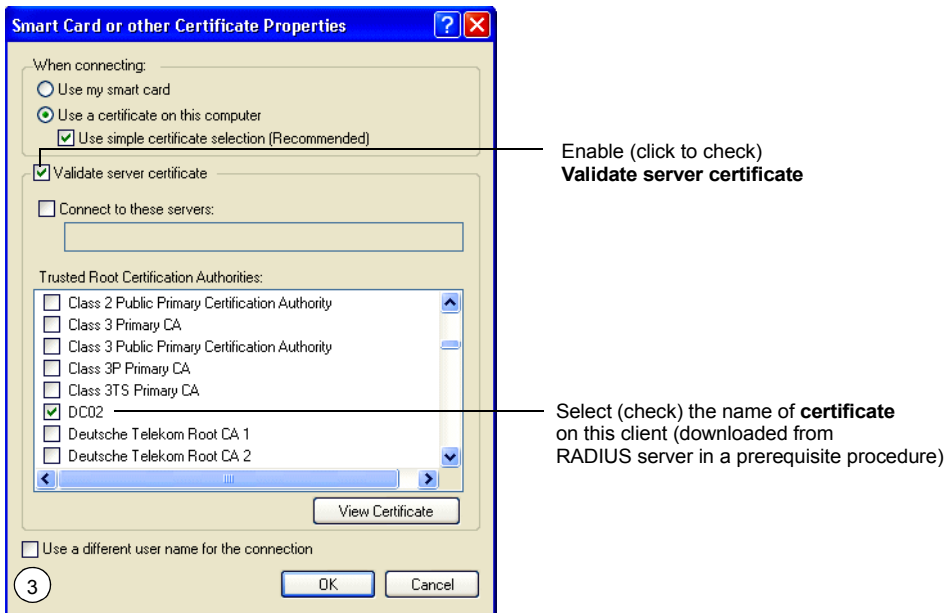 Smart Card or other Certificate Properties
When connecting:
Use my smart card
Use a certificate on this computer
Use simple certificate selection (Recommended)
Validate server certificate
Connect to these servers:
Trusted Root Certification Authorities:
Class 2 Public Primary Certification Authority
Class 3 Primary CA
Class 3 Public Primary Certification Authority
Class 3P Primary CA
Class 3TS Primary CA
DC02
Deutsche Telekom Root CA 1
Deutsche Telekom Root CA 2
View Certificate
Use a different user name for the connection
3
OK
Cancel
Enable (click to check)
Validate server certificate
Select (check) the name of certificate
on this client (downloaded from
RADIUS server in a prerequisite procedure)